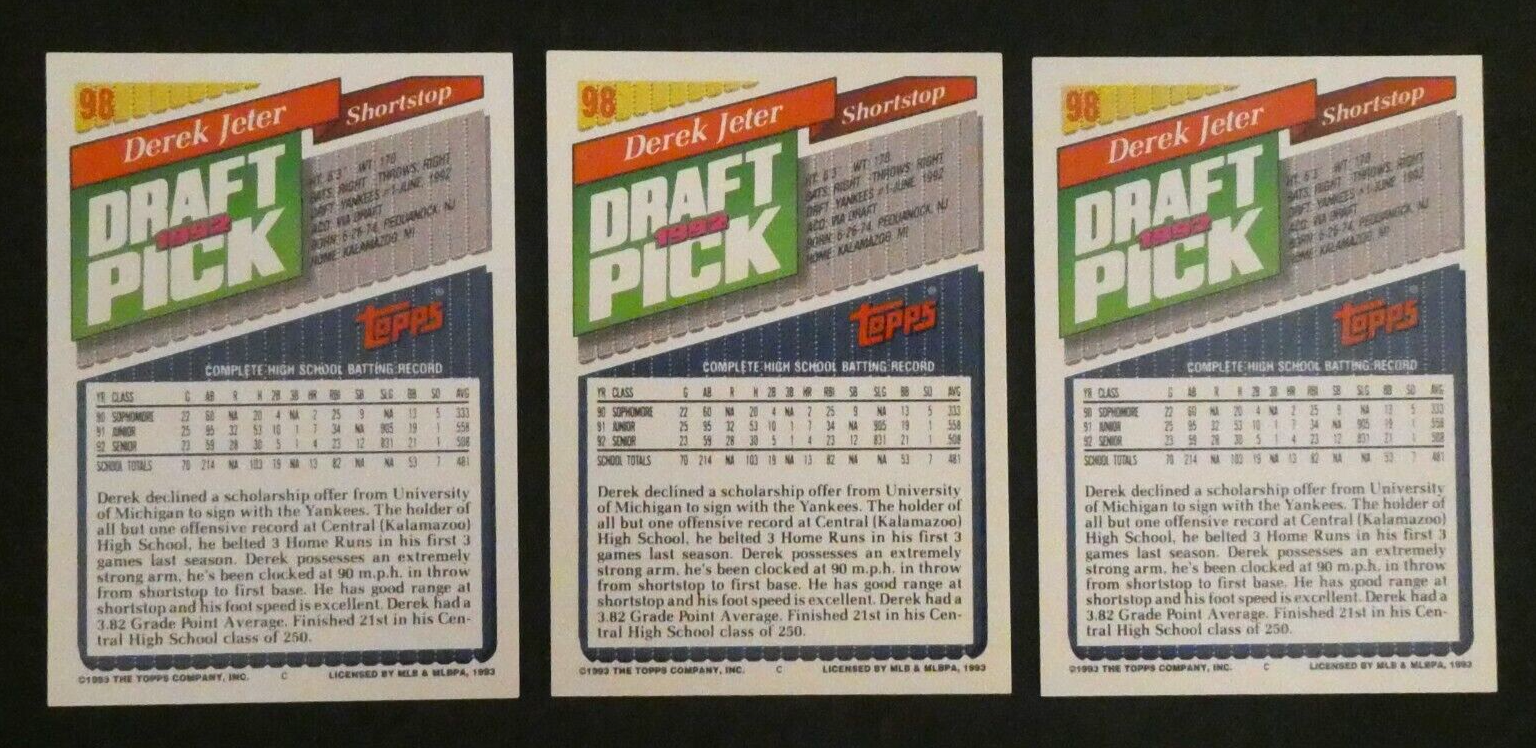 98
Derek Jeter
Shortstop
HT: 6'3" WT: 178
BATS: RIGHT THROWS: RIGHT
DRAFT: YANKEES #1-JUNE, 1992
ACQ: VIA DRAFT
BORN: 6-26-74, PEQUANOCK, NJ
HOME: KALAMAZOO, MI
DRAFT
1992
PICK
Topps®
COMPLETE HIGH SCHOOL BATTING RECORD
YR CLASS G AB R H 2B 3B HR RBI SB SLG BB SO AVG
90 SOPHOMORE 22 60 NA 20 4 NA 2 25 9 NA 13 5 .333
91 JUNIOR 25 95 32 53 10 1 7 34 NA .905 19 1 .558
92 SENIOR 23 59 28 30 5 1 4 23 12 .831 21 1 .508
SCHOOL TOTALS 70 214 NA 103 19 NA 13 82 NA NA 53 7 .481
Derek declined a scholarship offer from University
of Michigan to sign with the Yankees. The holder of
all but one offensive record at Central (Kalamazoo)
High School, he belted 3 Home Runs in his first 3
games last season. Derek possesses an extremely
strong arm, he's been clocked at 90 m.p.h. in throw
from shortstop to first base. He has good range at
shortstop and his foot speed is excellent. Derek had a
3.82 Grade Point Average. Finished 21st in his Cen-
tral High School class of 250.
©1993 THE TOPPS COMPANY, INC. C LICENSED BY MLB & MLBPA, 1993
98
Derek Jeter
Shortstop
HT: 6'3" WT: 178
BATS: RIGHT THROWS: RIGHT
DRAFT: YANKEES #1-JUNE, 1992
ACQ: VIA DRAFT
BORN: 6-26-74, PEQUANOCK, NJ
HOME: KALAMAZOO, MI
DRAFT
1992
PICK
Topps®
COMPLETE HIGH SCHOOL BATTING RECORD
YR CLASS G AB R H 2B 3B HR RBI SB SLG BB SO AVG
90 SOPHOMORE 22 60 NA 20 4 NA 2 25 9 NA 13 5 .333
91 JUNIOR 25 95 32 53 10 1 7 34 NA .905 19 1 .558
92 SENIOR 23 59 28 30 5 1 4 23 12 .831 21 1 .508
SCHOOL TOTALS 70 214 NA 103 19 NA 13 82 NA NA 53 7 .481
Derek declined a scholarship offer from University
of Michigan to sign with the Yankees. The holder of
all but one offensive record at Central (Kalamazoo)
High School, he belted 3 Home Runs in his first 3
games last season. Derek possesses an extremely
strong arm, he's been clocked at 90 m.p.h. in throw
from shortstop to first base. He has good range at
shortstop and his foot speed is excellent. Derek had a
3.82 Grade Point Average. Finished 21st in his Cen-
tral High School class of 250.
©1993 THE TOPPS COMPANY, INC. C LICENSED BY MLB & MLBPA, 1993
98
Derek Jeter
Shortstop
HT: 6'3" WT: 178
BATS: RIGHT THROWS: RIGHT
DRAFT: YANKEES #1-JUNE, 1992
ACQ: VIA DRAFT
BORN: 6-26-74, PEQUANOCK, NJ
HOME: KALAMAZOO, MI
DRAFT
1992
PICK
Topps®
COMPLETE HIGH SCHOOL BATTING RECORD
YR CLASS G AB R H 2B 3B HR RBI SB SLG BB SO AVG
90 SOPHOMORE 22 60 NA 20 4 NA 2 25 9 NA 13 5 .333
91 JUNIOR 25 95 32 53 10 1 7 34 NA .905 19 1 .558
92 SENIOR 23 59 28 30 5 1 4 23 12 .831 21 1 .508
SCHOOL TOTALS 70 214 NA 103 19 NA 13 82 NA NA 53 7 .481
Derek declined a scholarship offer from University
of Michigan to sign with the Yankees. The holder of
all but one offensive record at Central (Kalamazoo)
High School, he belted 3 Home Runs in his first 3
games last season. Derek possesses an extremely
strong arm, he's been clocked at 90 m.p.h. in throw
from shortstop to first base. He has good range at
shortstop and his foot speed is excellent. Derek had a
3.82 Grade Point Average. Finished 21st in his Cen-
tral High School class of 250.
©1993 THE TOPPS COMPANY, INC. C LICENSED BY MLB & MLBPA, 1993